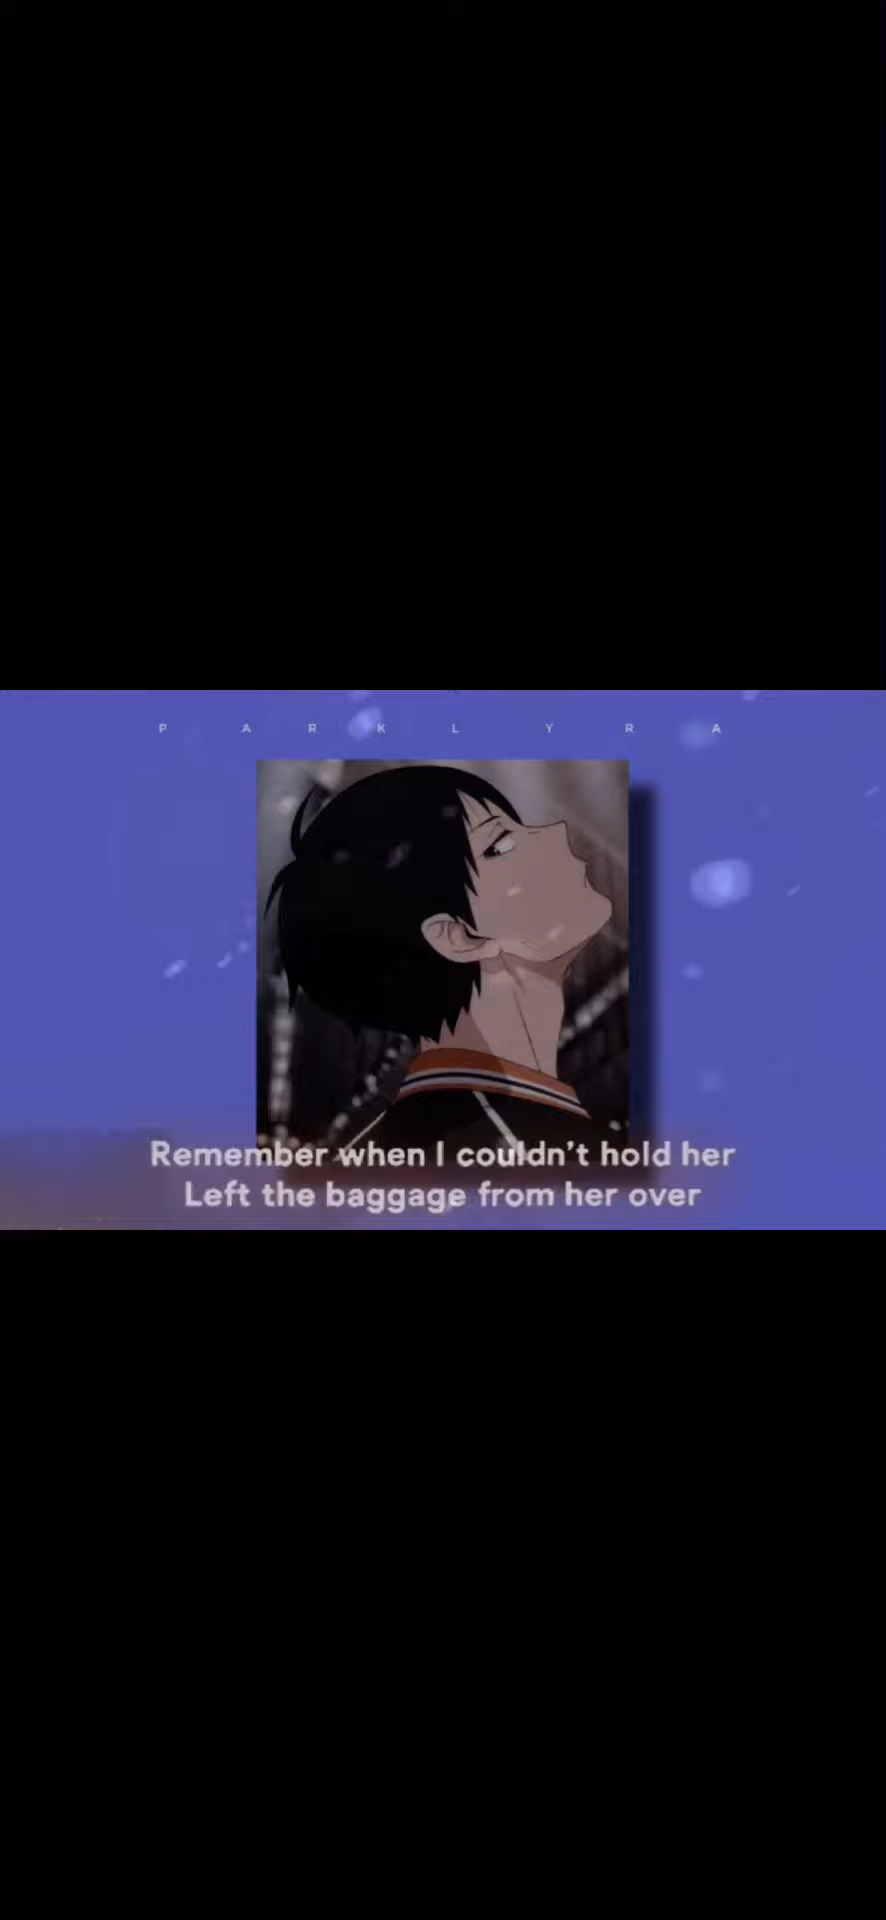 P A R K L Y R A
Remember when I couldn't hold her
Left the baggage from her over